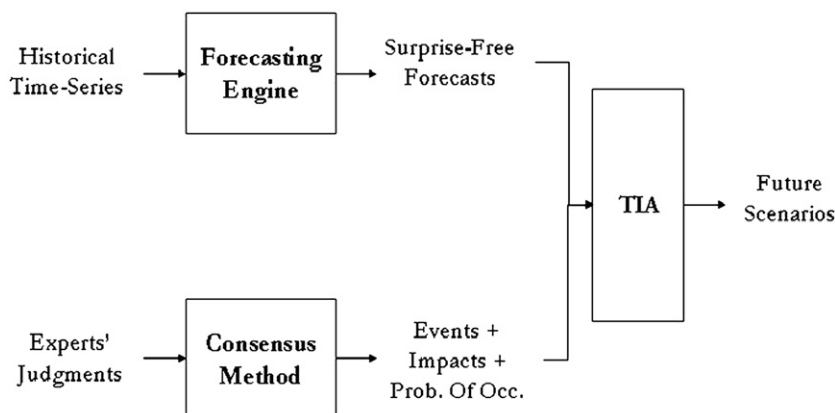 Historical
Time-Series
Forecasting
Engine
Surprise-Free
Forecasts
TIA
Future
Scenarios
Experts'
Judgments
Consensus
Method
Events +
Impacts +
Prob. Of Occ.